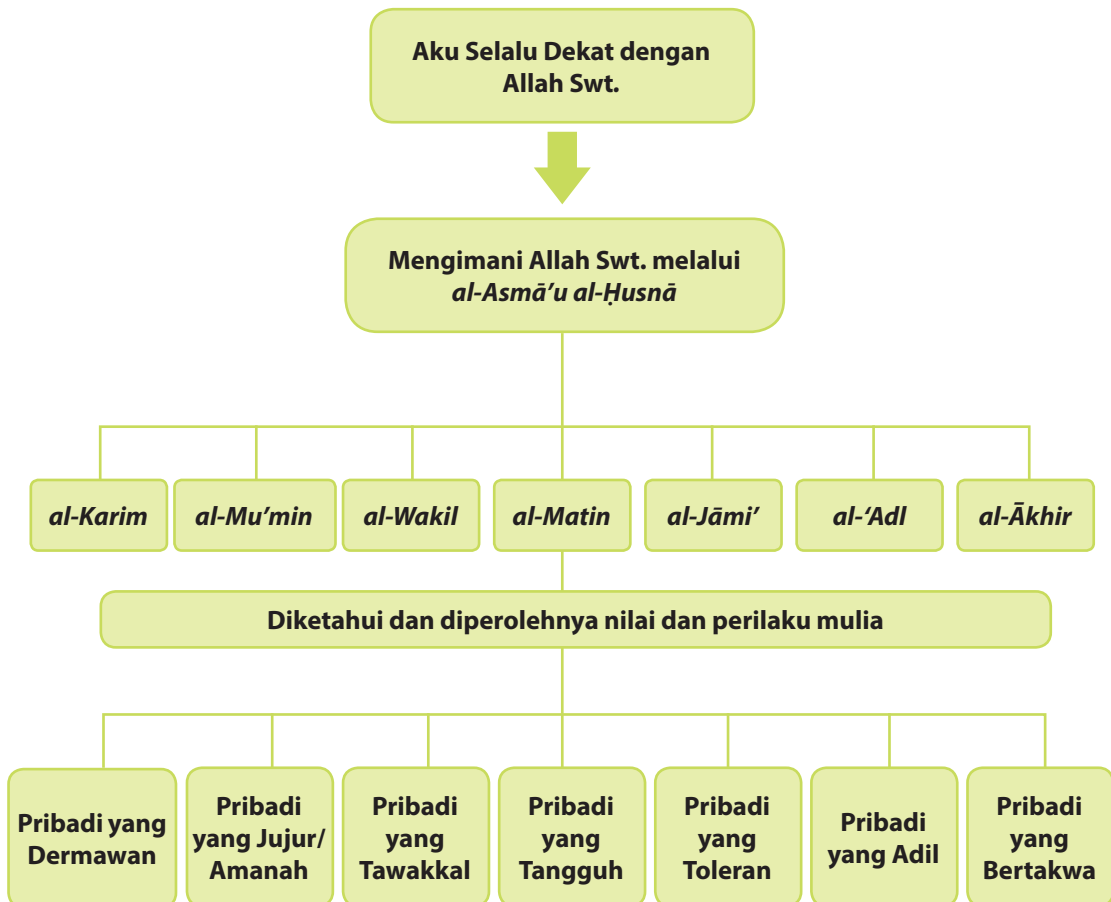 Aku Selalu Dekat dengan
Allah Swt.
Mengimani Allah Swt. melalui
al-Asmā’u al-Ḥusnā
al-Karim
al-Mu’min
al-Wakil
al-Matin
al-Jāmi’
al-‘Adl
al-Ākhir
Diketahui dan diperolehnya nilai dan perilaku mulia
Pribadi yang
Dermawan
Pribadi
yang Jujur/
Amanah
Pribadi
yang
Tawakkal
Pribadi
yang
Tangguh
Pribadi
yang
Toleran
Pribadi
yang Adil
Pribadi
yang
Bertakwa